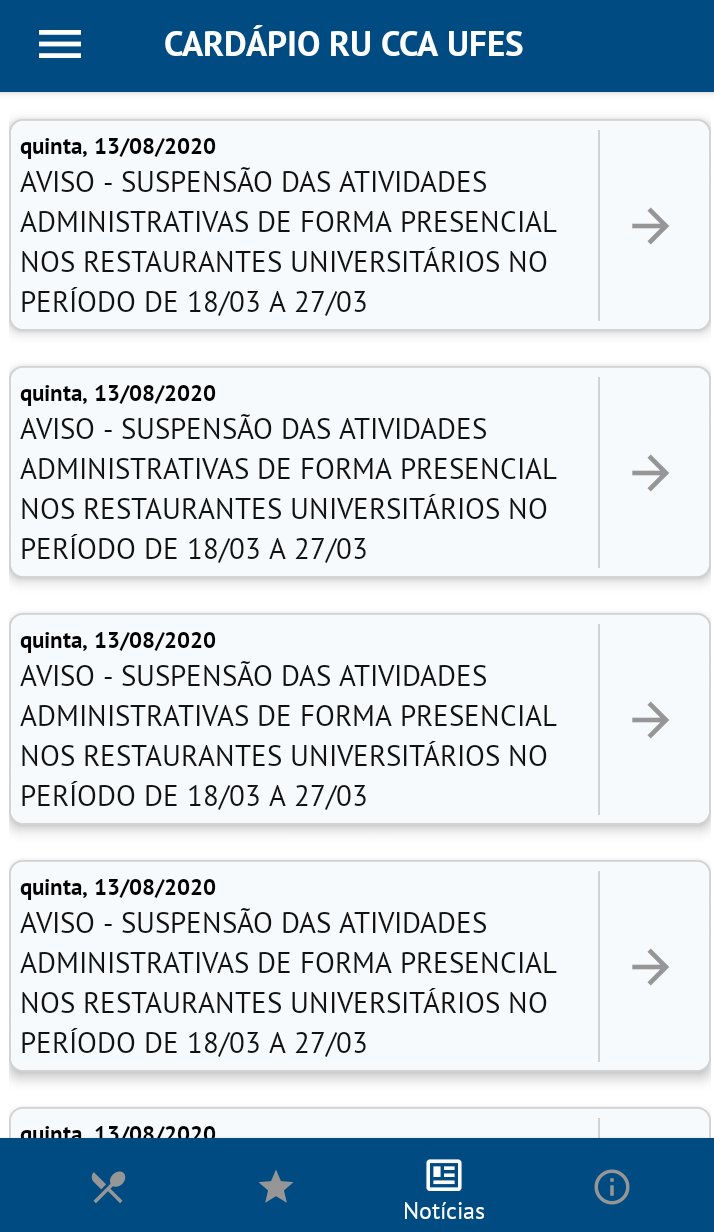 CARDÁPIO RU CCA UFES
quinta, 13/08/2020
AVISO - SUSPENSÃO DAS ATIVIDADES
ADMINISTRATIVAS DE FORMA PRESENCIAL
NOS RESTAURANTES UNIVERSITÁRIOS NO
PERÍODO DE 18/03 A 27/03
quinta, 13/08/2020
AVISO - SUSPENSÃO DAS ATIVIDADES
ADMINISTRATIVAS DE FORMA PRESENCIAL
NOS RESTAURANTES UNIVERSITÁRIOS NO
PERÍODO DE 18/03 A 27/03
quinta, 13/08/2020
AVISO - SUSPENSÃO DAS ATIVIDADES
ADMINISTRATIVAS DE FORMA PRESENCIAL
NOS RESTAURANTES UNIVERSITÁRIOS NO
PERÍODO DE 18/03 A 27/03
quinta, 13/08/2020
AVISO - SUSPENSÃO DAS ATIVIDADES
ADMINISTRATIVAS DE FORMA PRESENCIAL
NOS RESTAURANTES UNIVERSITÁRIOS NO
PERÍODO DE 18/03 A 27/03
quinta, 13/08/2020
Notícias